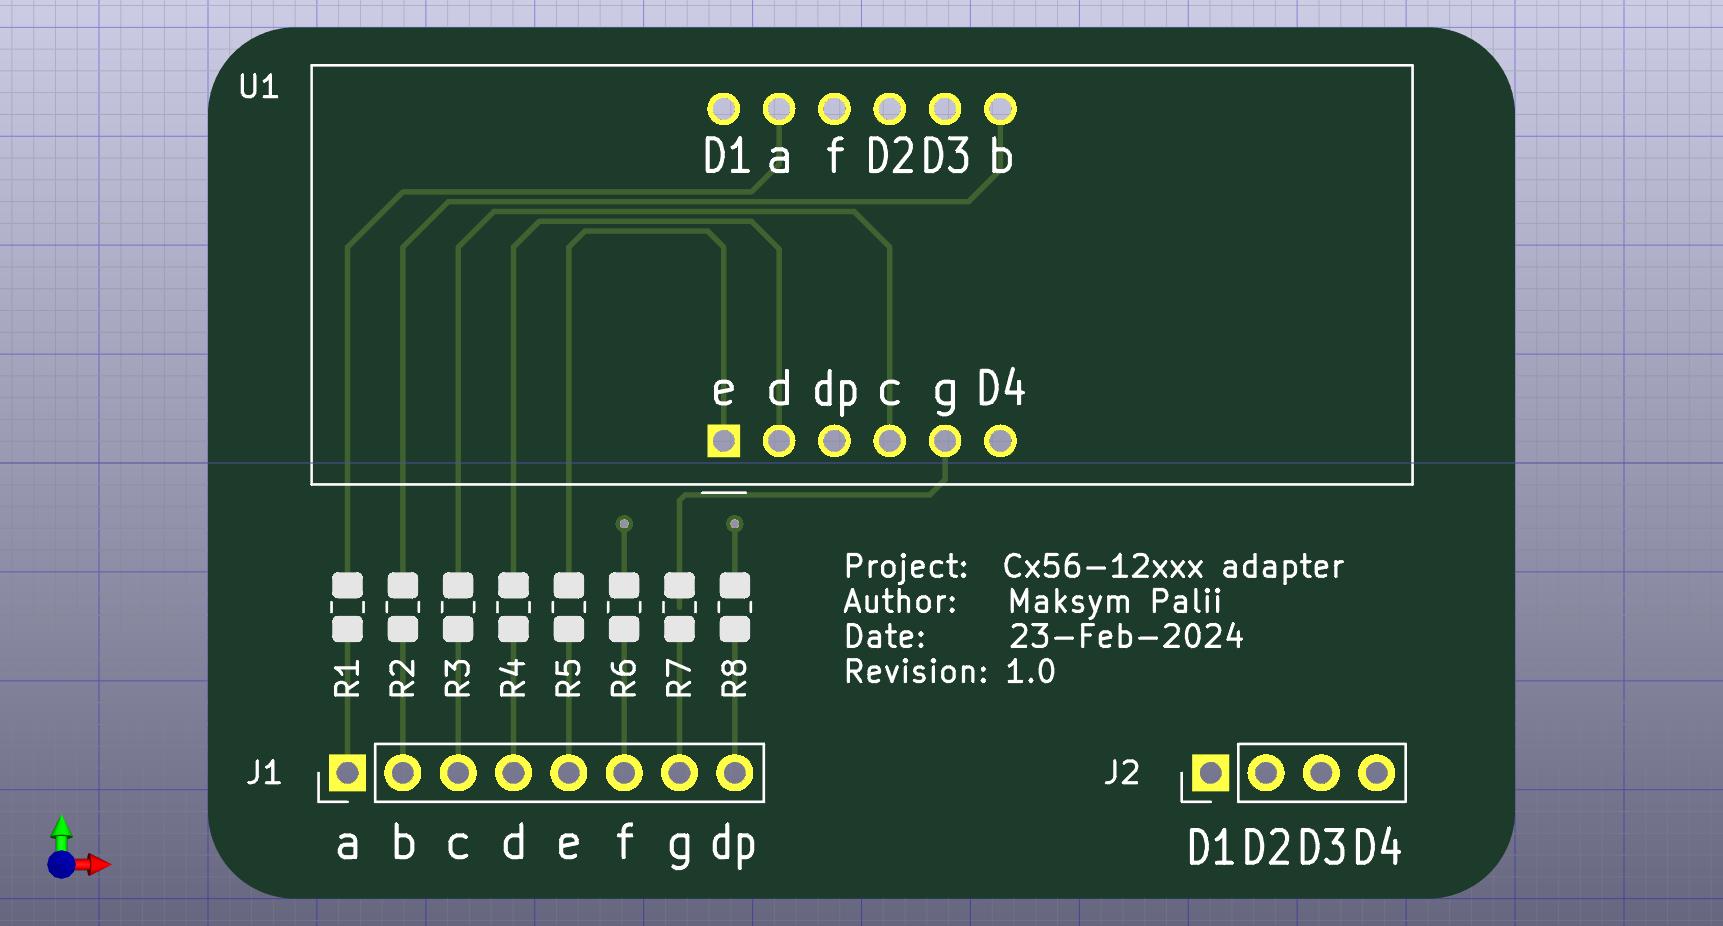 U1
D1 a f D2 D3 b
e d dp c g D4
Project: Cx56-12xxx adapter
Author: Maksym Palii
Date: 23-Feb-2024
Revision: 1.0
R1 R2 R3 R4 R5 R6 R7 R8
J1
J2
a b c d e f g dp
D1 D2 D3 D4